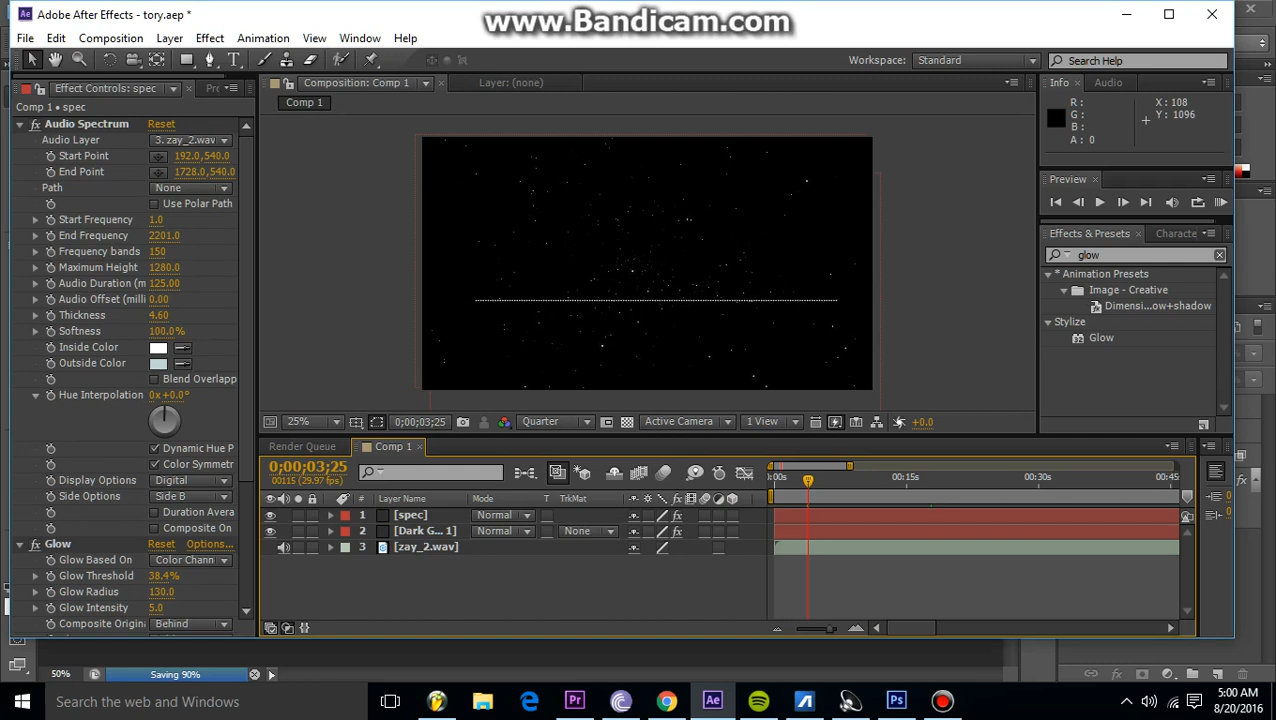 www.Bandicam.com
Ae Adobe After Effects - tory.aep *
File Edit Composition Layer Effect Animation View Window Help
Workspace: Standard
Search Help
Effect Controls: spec
Composition: Comp 1
Layer: (none)
Info
Audio
Comp 1 • spec
Comp 1
Audio Spectrum Reset
Audio Layer 3. zay_2.wav
Start Point 192.0,540.0
End Point 1728.0,540.0
Path None
Use Polar Path
Start Frequency 1.0
End Frequency 2201.0
Frequency bands 150
Maximum Height 1280.0
Audio Duration (m 125.00
Audio Offset (milli 0.00
Thickness 4.60
Softness 100.0%
Inside Color
Outside Color
Blend Overlapp
Hue Interpolation 0x+0.0°
Dynamic Hue P
Color Symmetr
Display Options Digital
Side Options Side B
Duration Avera
Composite On
Glow Reset Options...
Glow Based On Color Chann
Glow Threshold 38.4%
Glow Radius 130.0
Glow Intensity 5.0
Composite Origin Behind
R:
G:
B:
A: 0
X: 108
Y: 1096
Preview
Effects & Presets
Characte
glow
* Animation Presets
Image - Creative
Dimensi...ow+shadow
Stylize
Glow
25%
0;00;03;25
Quarter
Active Camera
1 View
+0.0
Render Queue
Comp 1
0;00;03;25
00115 (29.97 fps)
:00s 00:15s 00:30s 00:45
# Layer Name Mode T TrkMat
1 [spec] Normal
2 [Dark G... 1] Normal None
3 [zay_2.wav]
50%
Saving 90%
Search the web and Windows
Pr
Ae
Ps
5:00 AM
8/20/2016